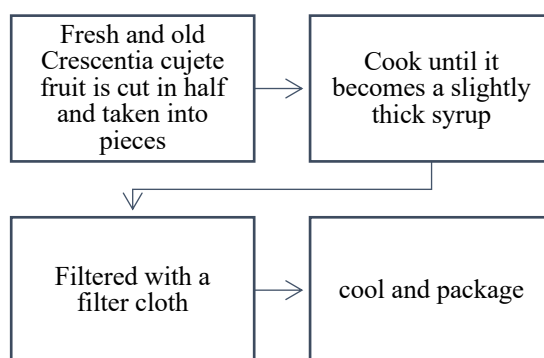 Fresh and old
Crescentia cujete
fruit is cut in half
and taken into
pieces
Cook until it
becomes a slightly
thick syrup
Filtered with a
filter cloth
cool and package